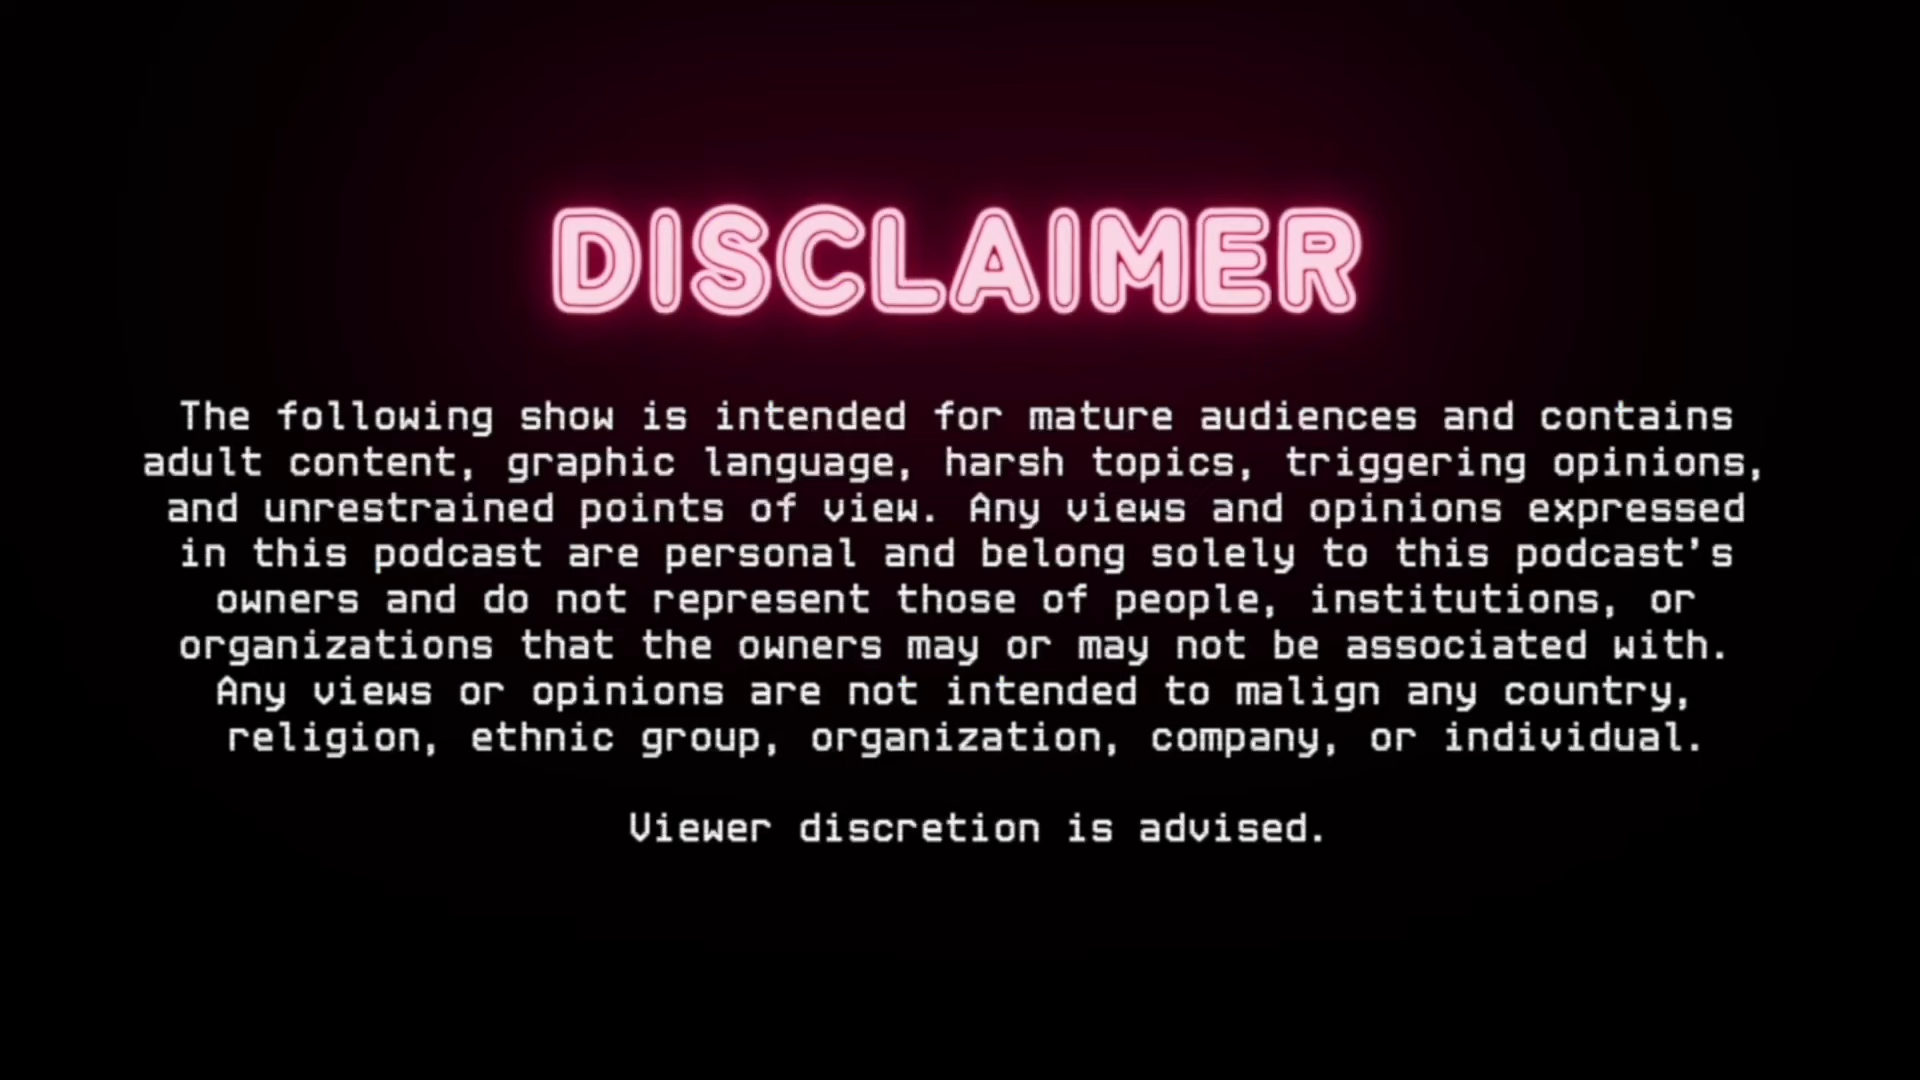 DISCLAIMER
The following show is intended for mature audiences and contains
adult content, graphic language, harsh topics, triggering opinions,
and unrestrained points of view. Any views and opinions expressed
in this podcast are personal and belong solely to this podcast's
owners and do not represent those of people, institutions, or
organizations that the owners may or may not be associated with.
Any views or opinions are not intended to malign any country,
religion, ethnic group, organization, company, or individual.
Viewer discretion is advised.